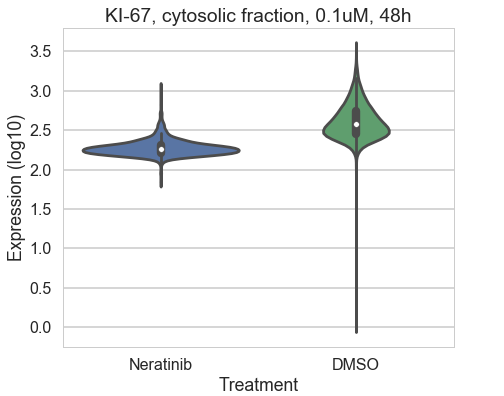 KI-67, cytosolic fraction, 0.1uM, 48h
Expression (log10)
3.5
3.0
2.5
2.0
1.5
1.0
0.5
0.0
Neratinib DMSO
Treatment